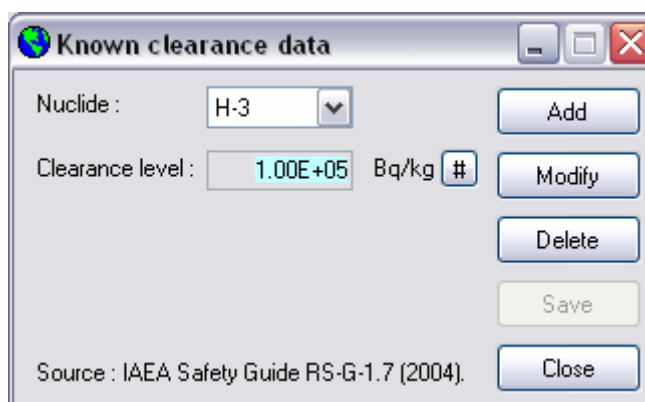 Known clearance data
Nuclide : H-3 Add
Clearance level : 1.00E+05 Bq/kg # Modify
Delete
Save
Source : IAEA Safety Guide RS-G-1.7 (2004). Close